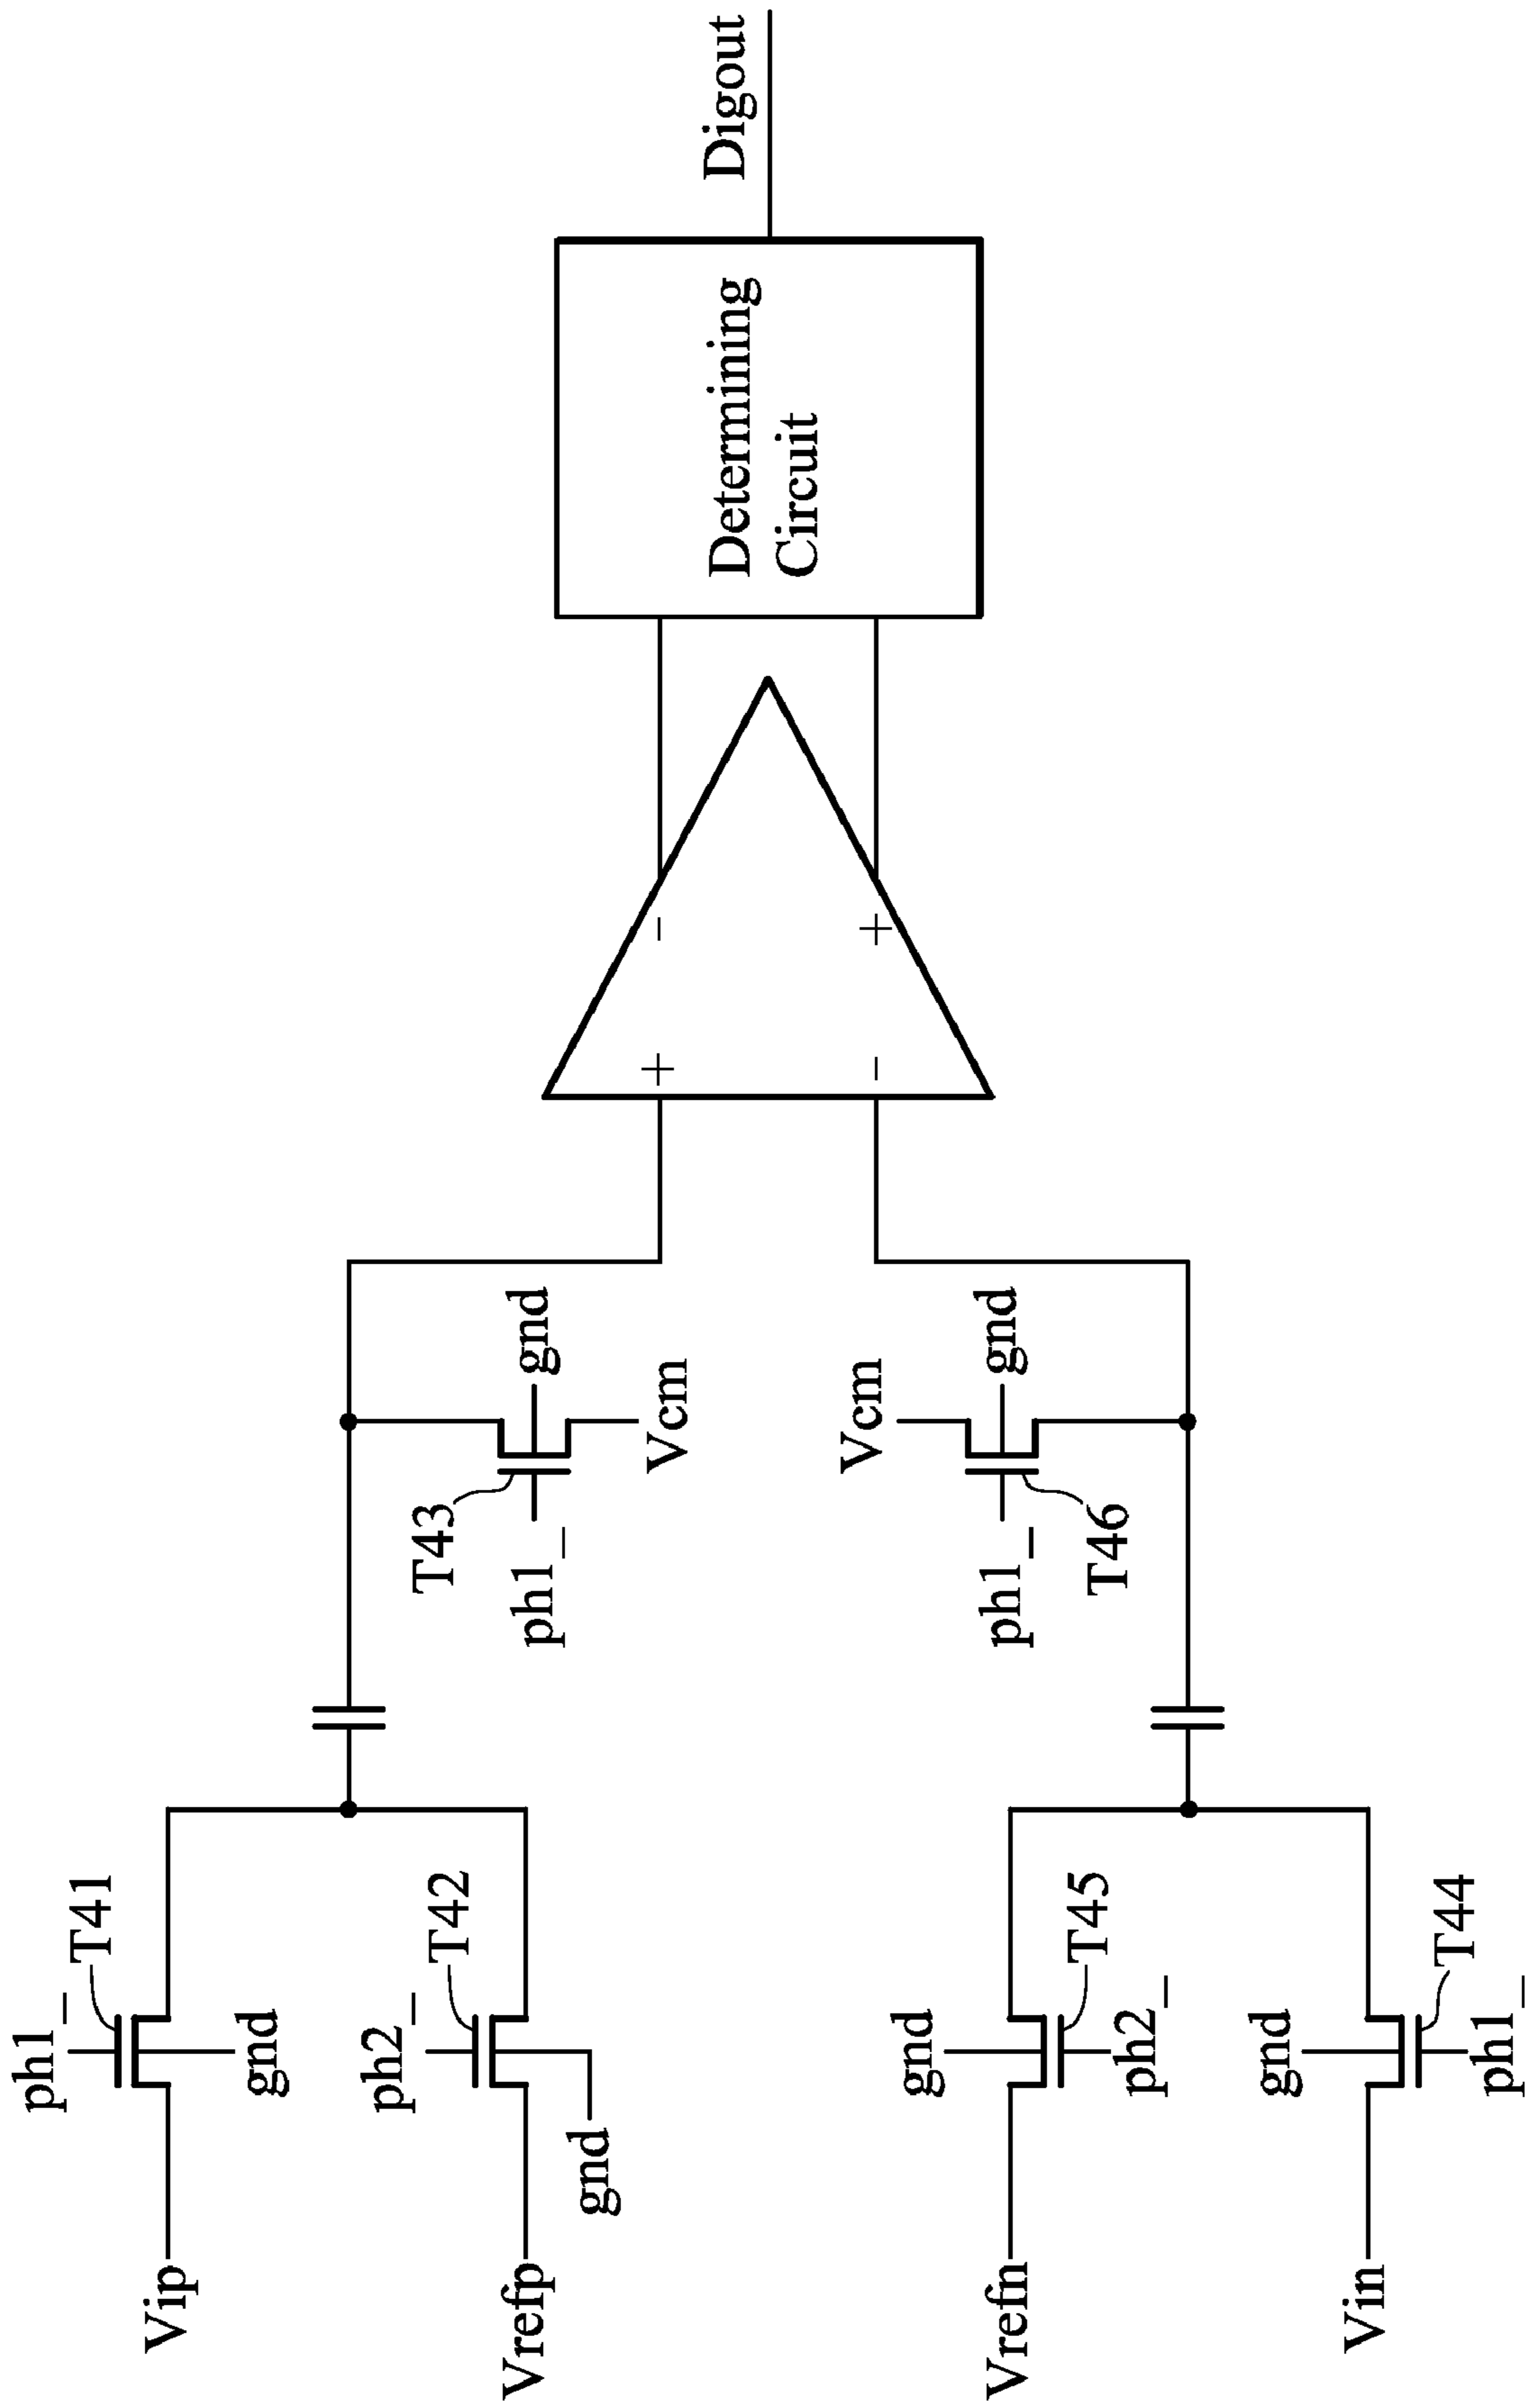 ph1_
T41
Vip
gnd
ph2_
T42
Vrefp
gnd
T43
ph1_
gnd
Vcm
+
-
-
+
Determining
Circuit
Digout
Vcm
ph1_
gnd
T46
gnd
Vrefn
T45
ph2_
gnd
Vin
T44
ph1_